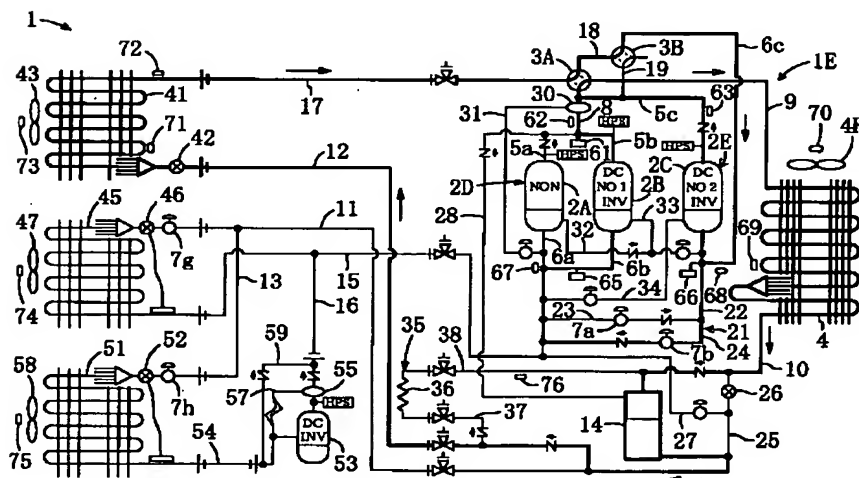 1
72
3A
18
3B
6c
1E
43
41
17
19
9
63
30
8
5c
31
62
HPS
70
4F
71
42
12
73
61
5b
HPS
2E
5a
HPS
2C
45
46
11
2D
NON
2A
DC
NO 1
INV
2B
DC
NO 2
INV
47
7g
28
33
32
69
15
6a
6b
13
67
65
66
68
74
16
34
22
23
21
59
35
38
7a
7b
24
4
58
51
52
55
36
76
10
57
HPS
26
7h
14
75
DC
INV
53
37
27
25
54